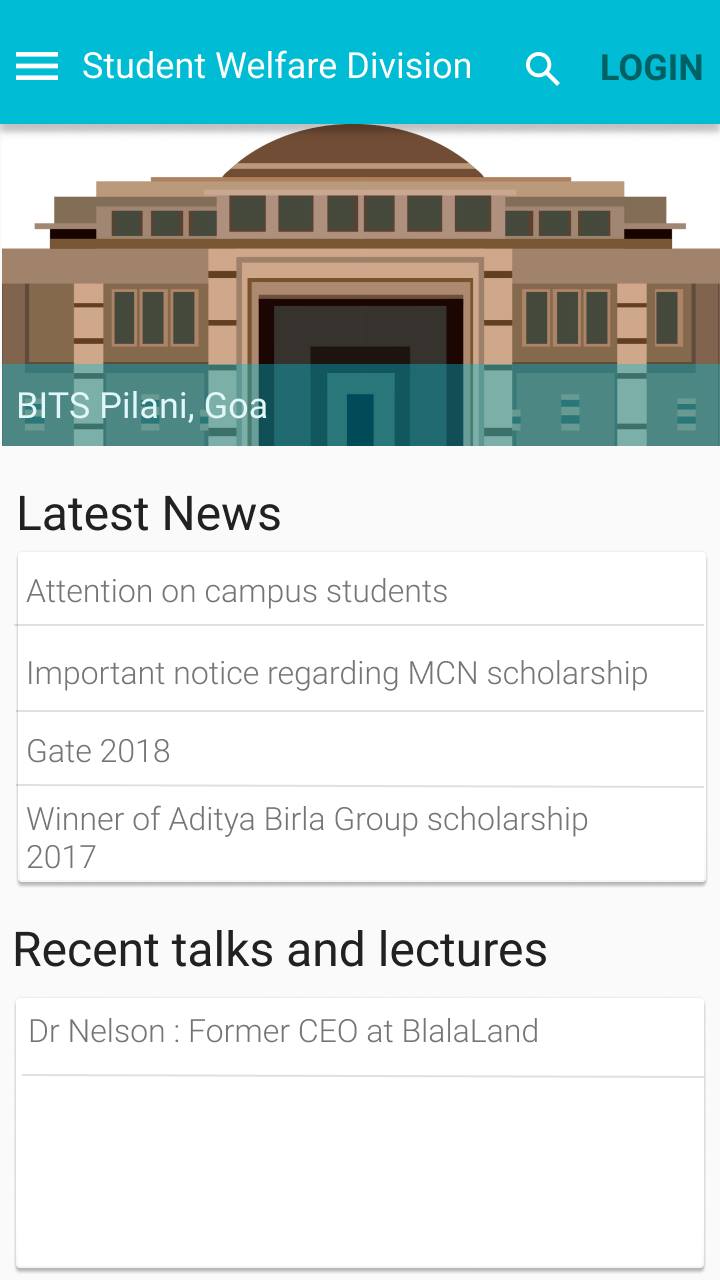 Student Welfare Division
LOGIN
BITS Pilani, Goa
Latest News
Attention on campus students
Important notice regarding MCN scholarship
Gate 2018
Winner of Aditya Birla Group scholarship
2017
Recent talks and lectures
Dr Nelson : Former CEO at BlalaLand